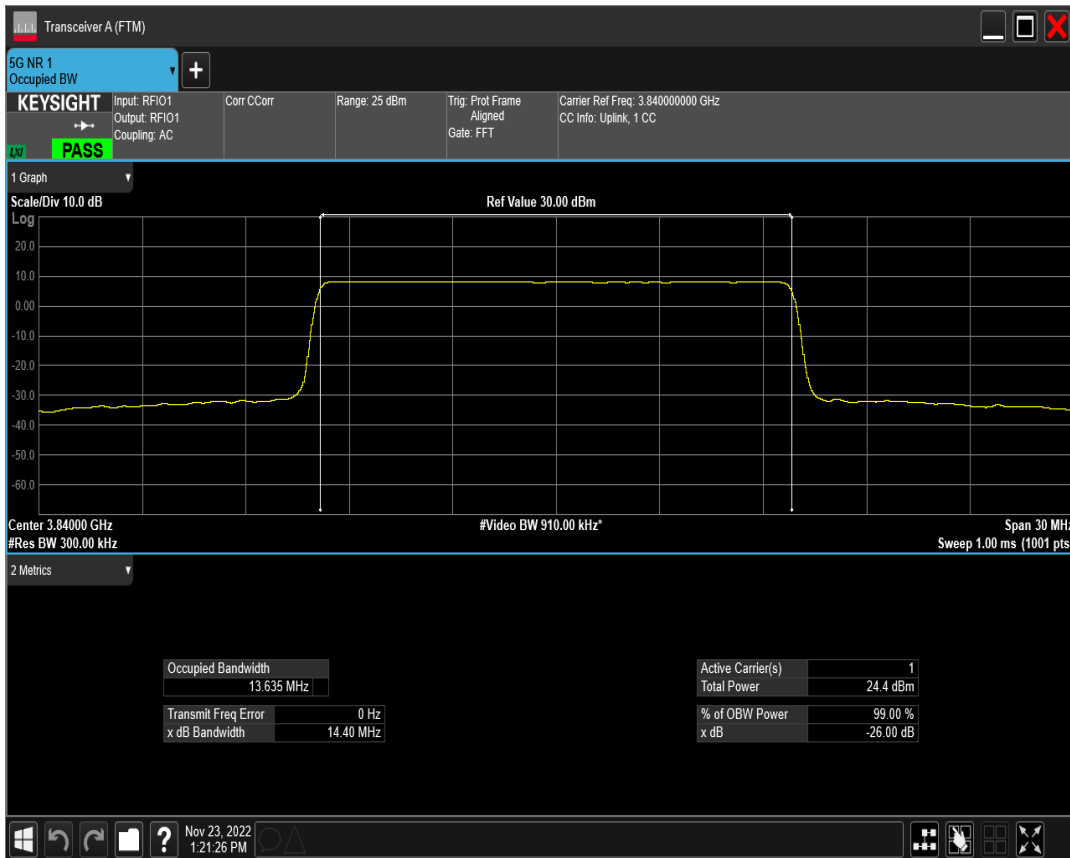 Transceiver A (FTM)
5G NR 1
Occupied BW
+
KEYSIGHT
LXI
PASS
Input: RFIO1
Output: RFIO1
Coupling: AC
Corr CCorr
Range: 25 dBm
Trig: Prot Frame
Aligned
Gate: FFT
Carrier Ref Freq: 3.840000000 GHz
CC Info: Uplink, 1 CC
1 Graph
Scale/Div 10.0 dB
Ref Value 30.00 dBm
Log
20.0
10.0
0.00
-10.0
-20.0
-30.0
-40.0
-50.0
-60.0
Center 3.84000 GHz
#Video BW 910.00 kHz*
Span 30 MHz
#Res BW 300.00 kHz
Sweep 1.00 ms (1001 pts
2 Metrics
Occupied Bandwidth
13.635 MHz
Transmit Freq Error 0 Hz
x dB Bandwidth 14.40 MHz
Active Carrier(s) 1
Total Power 24.4 dBm
% of OBW Power 99.00 %
x dB -26.00 dB
?
Nov 23, 2022
1:21:26 PM